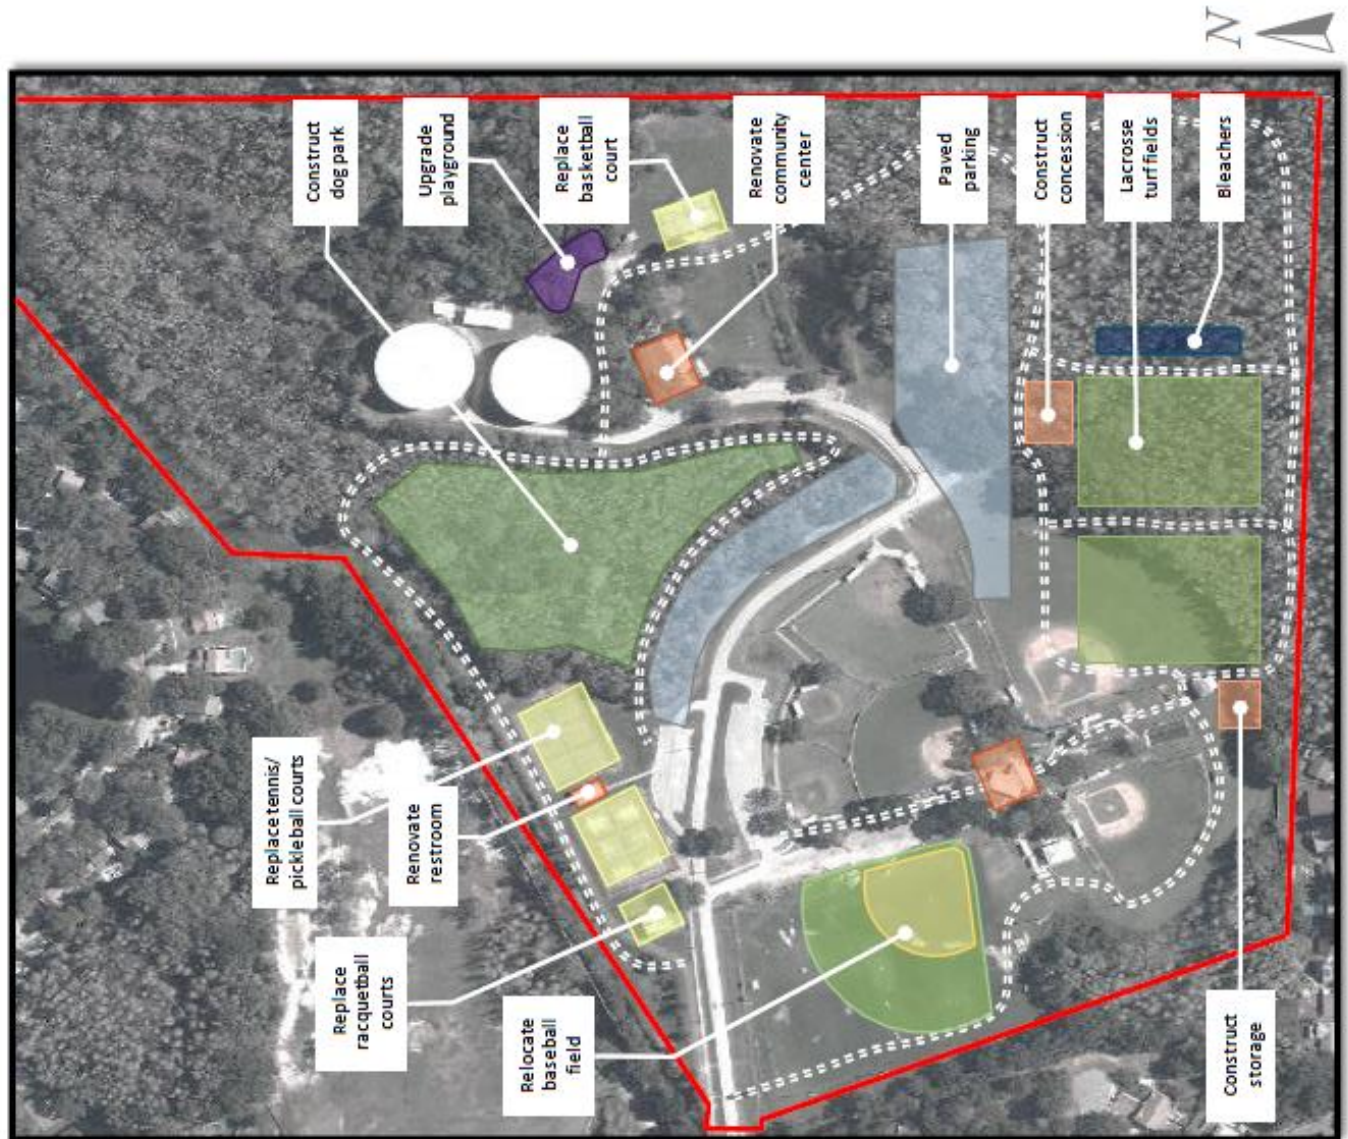 Replace tennis/
pickleball courts
Construct
dog park
Replace
racquetball
courts
Renovate
restroom
Upgrade
playground
Relocate
baseball
field
Replace
basketball
court
Renovate
community
center
Paved
parking
Construct
concession
Lacrosse
turf fields
Bleachers
Construct
storage
N